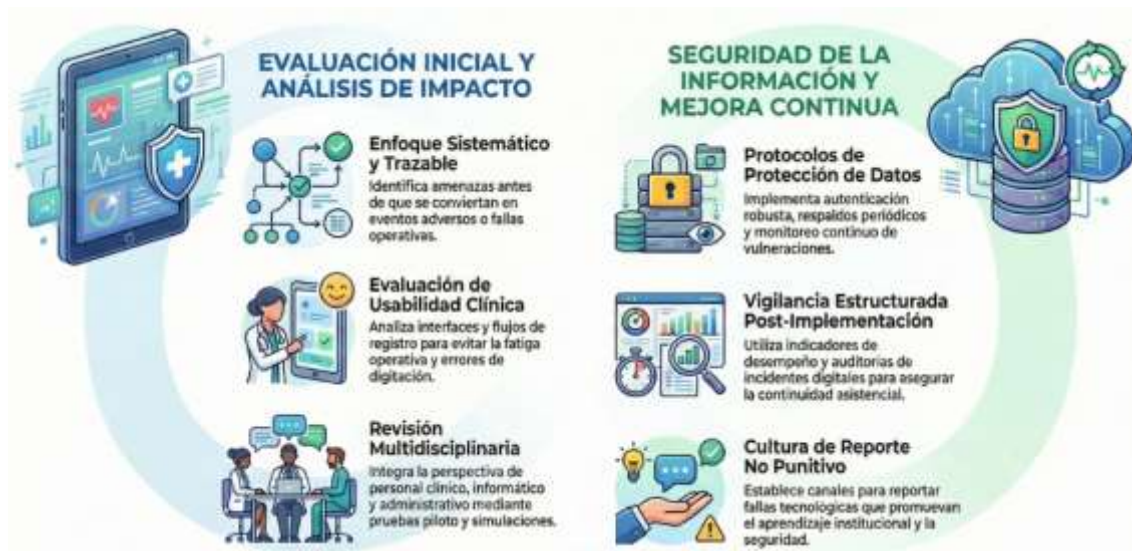 EVALUACIÓN INICIAL Y
ANÁLISIS DE IMPACTO
Enfoque Sistemático
y Trazable
Identifica amenazas antes
de que se conviertan en
eventos adversos o fallas
operativas.
Evaluación de
Usabilidad Clínica
Analiza interfaces y flujos de
registro para evitar la fatiga
operativa y errores de
digitación.
Revisión
Multidisciplinaria
Integra la perspectiva de
personal clínico, informático
y administrativo mediante
pruebas piloto y simulaciones.
SEGURIDAD DE LA
INFORMACIÓN Y
MEJORA CONTINUA
Protocolos de
Protección de Datos
Implementa autenticación
robusta, respaldos periódicos
y monitoreo continuo de
vulneraciones.
Vigilancia Estructurada
Post-Implementación
Utiliza indicadores de
desempeño y auditorías de
incidentes digitales para asegurar
la continuidad asistencial.
Cultura de Reporte
No Punitivo
Establece canales para reportar
fallas tecnológicas que promuevan
el aprendizaje institucional y la
seguridad.